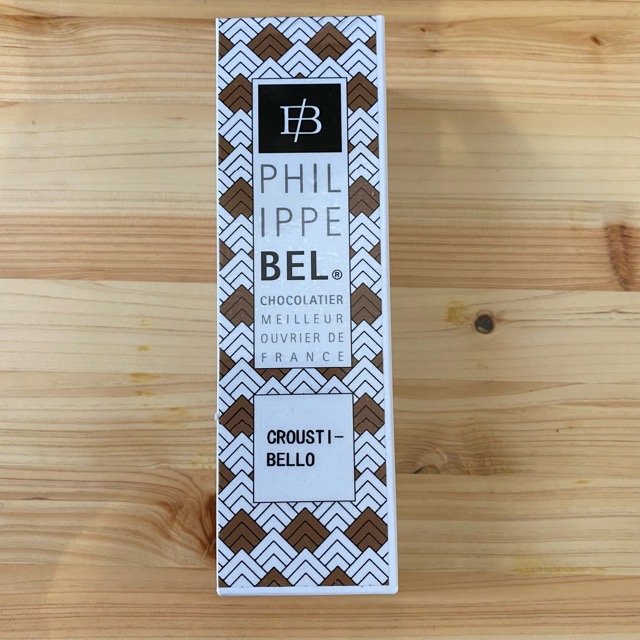 PB
PHIL
IPPE
BEL®
CHOCOLATIER
MEILLEUR
OUVRIER DE
FRANCE
CROUSTI-
BELLO